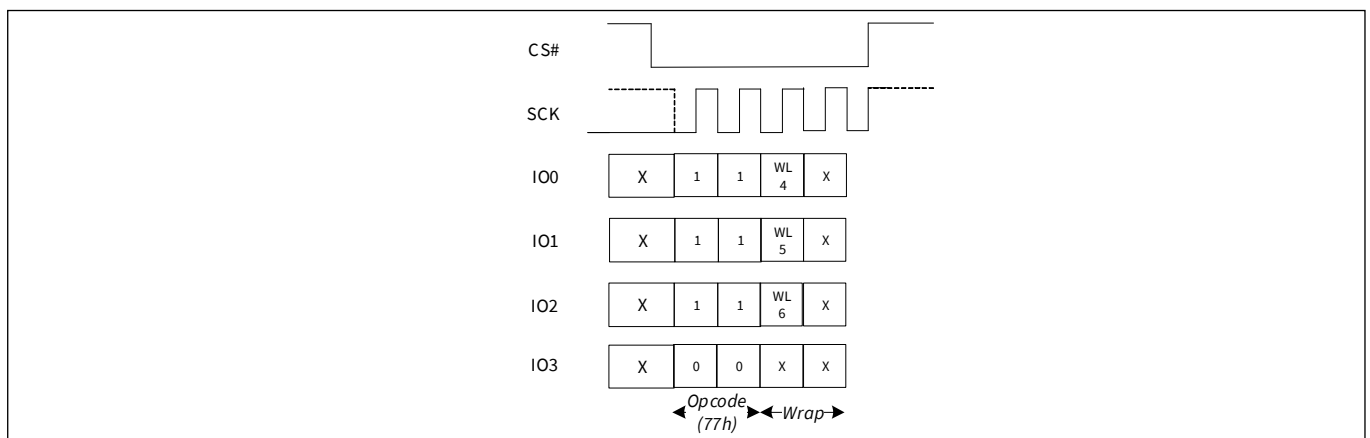 CS#
SCK
IO0 X 1 1 WL 4 X
IO1 X 1 1 WL 5 X
IO2 X 1 1 WL 6 X
IO3 X 0 0 X X
Opcode (77h) Wrap